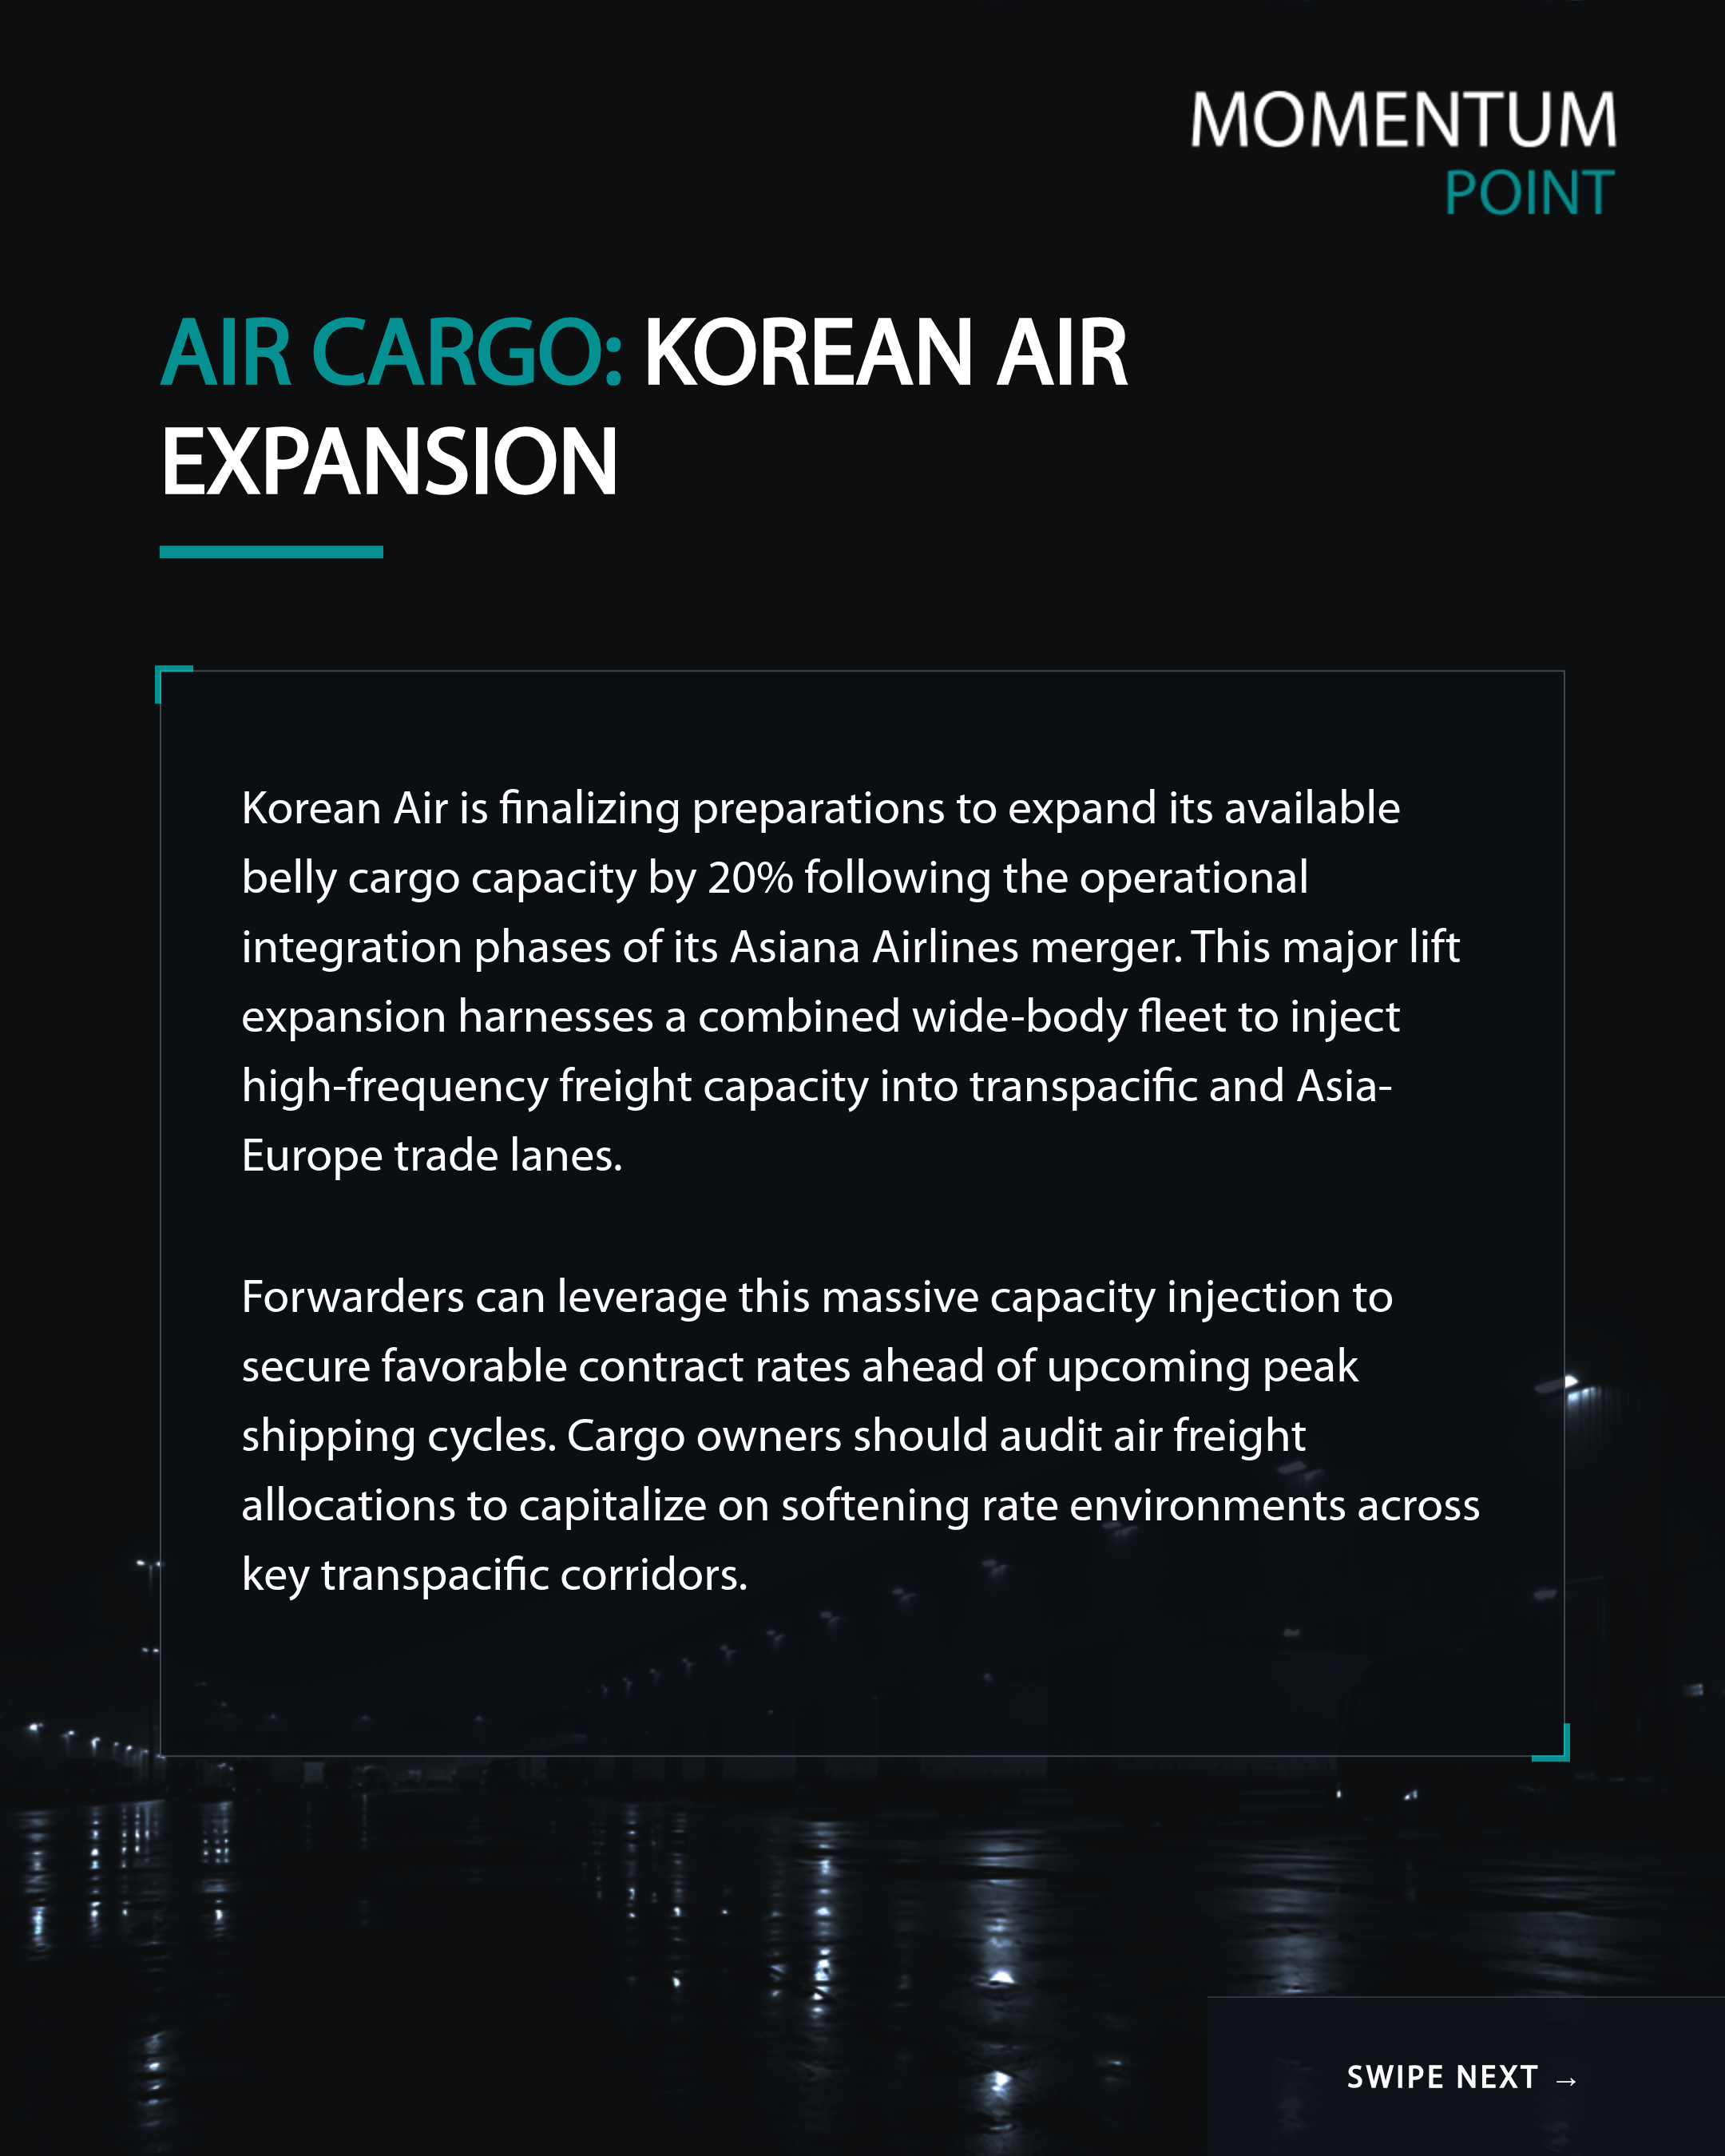 MOMENTUM
POINT
AIR CARGO: KOREAN AIR
EXPANSION
Korean Air is finalizing preparations to expand its available
belly cargo capacity by 20% following the operational
integration phases of its Asiana Airlines merger. This major lift
expansion harnesses a combined wide-body fleet to inject
high-frequency freight capacity into transpacific and Asia-
Europe trade lanes.
Forwarders can leverage this massive capacity injection to
secure favorable contract rates ahead of upcoming peak
shipping cycles. Cargo owners should audit air freight
allocations to capitalize on softening rate environments across
key transpacific corridors.
SWIPE NEXT →